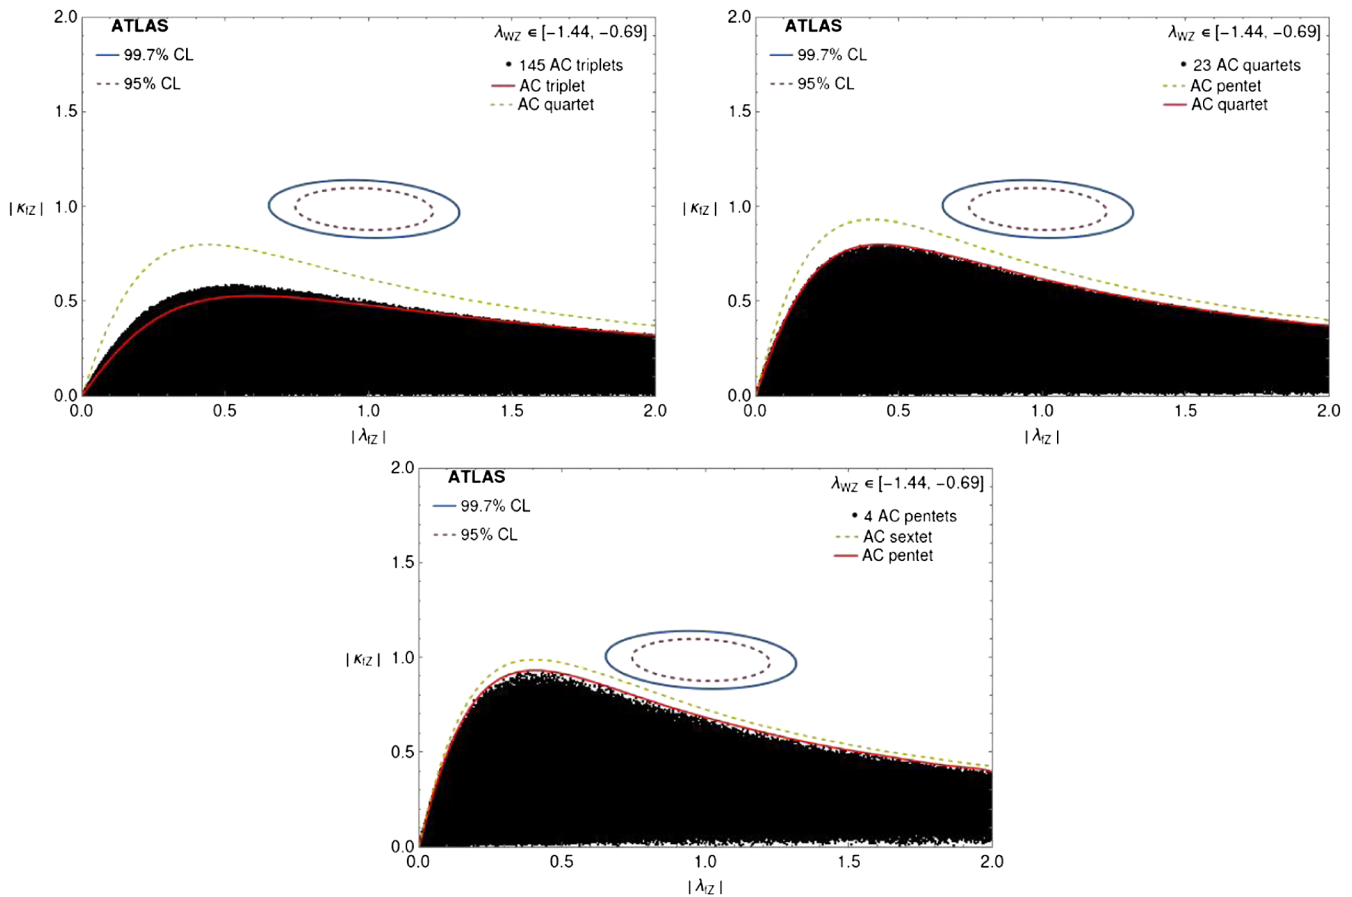 ATLAS
99.7% CL
95% CL
λWZ ∈ [−1.44, −0.69]
• 145 AC triplets
AC triplet
AC quartet
| κfZ |
2.0
1.5
1.0
0.5
0.0
0.0 0.5 1.0 1.5 2.0
| λfZ |
ATLAS
99.7% CL
95% CL
λWZ ∈ [−1.44, −0.69]
• 23 AC quartets
AC pentet
AC quartet
| κfZ |
2.0
1.5
1.0
0.5
0.0
0.0 0.5 1.0 1.5 2.0
| λfZ |
ATLAS
99.7% CL
95% CL
λWZ ∈ [−1.44, −0.69]
• 4 AC pentets
AC sextet
AC pentet
| κfZ |
2.0
1.5
1.0
0.5
0.0
0.0 0.5 1.0 1.5 2.0
| λfZ |